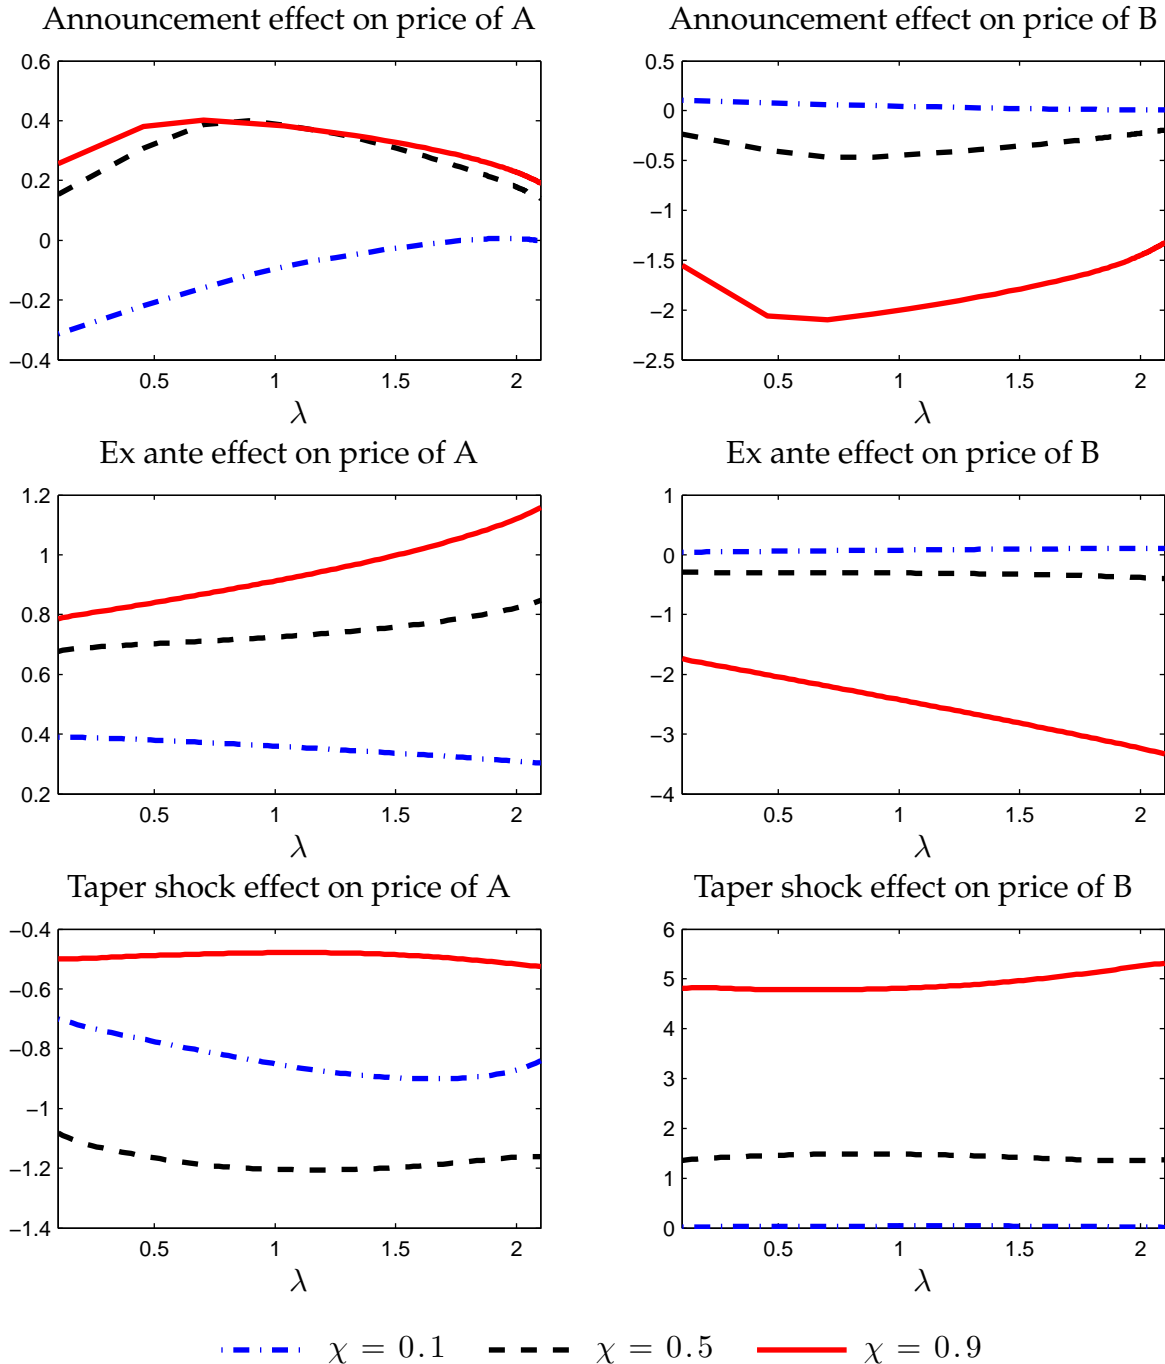 Announcement effect on price of A
Announcement effect on price of B
0.6
0.4
0.2
0
−0.2
−0.4
0.5 1 1.5 2
λ
0.5
0
−0.5
−1
−1.5
−2
−2.5
0.5 1 1.5 2
λ
Ex ante effect on price of A
Ex ante effect on price of B
1.2
1
0.8
0.6
0.4
0.2
0.5 1 1.5 2
λ
1
0
−1
−2
−3
−4
0.5 1 1.5 2
λ
Taper shock effect on price of A
Taper shock effect on price of B
−0.4
−0.6
−0.8
−1
−1.2
−1.4
0.5 1 1.5 2
λ
6
5
4
3
2
1
0
0.5 1 1.5 2
λ
χ = 0.1 χ = 0.5 χ = 0.9